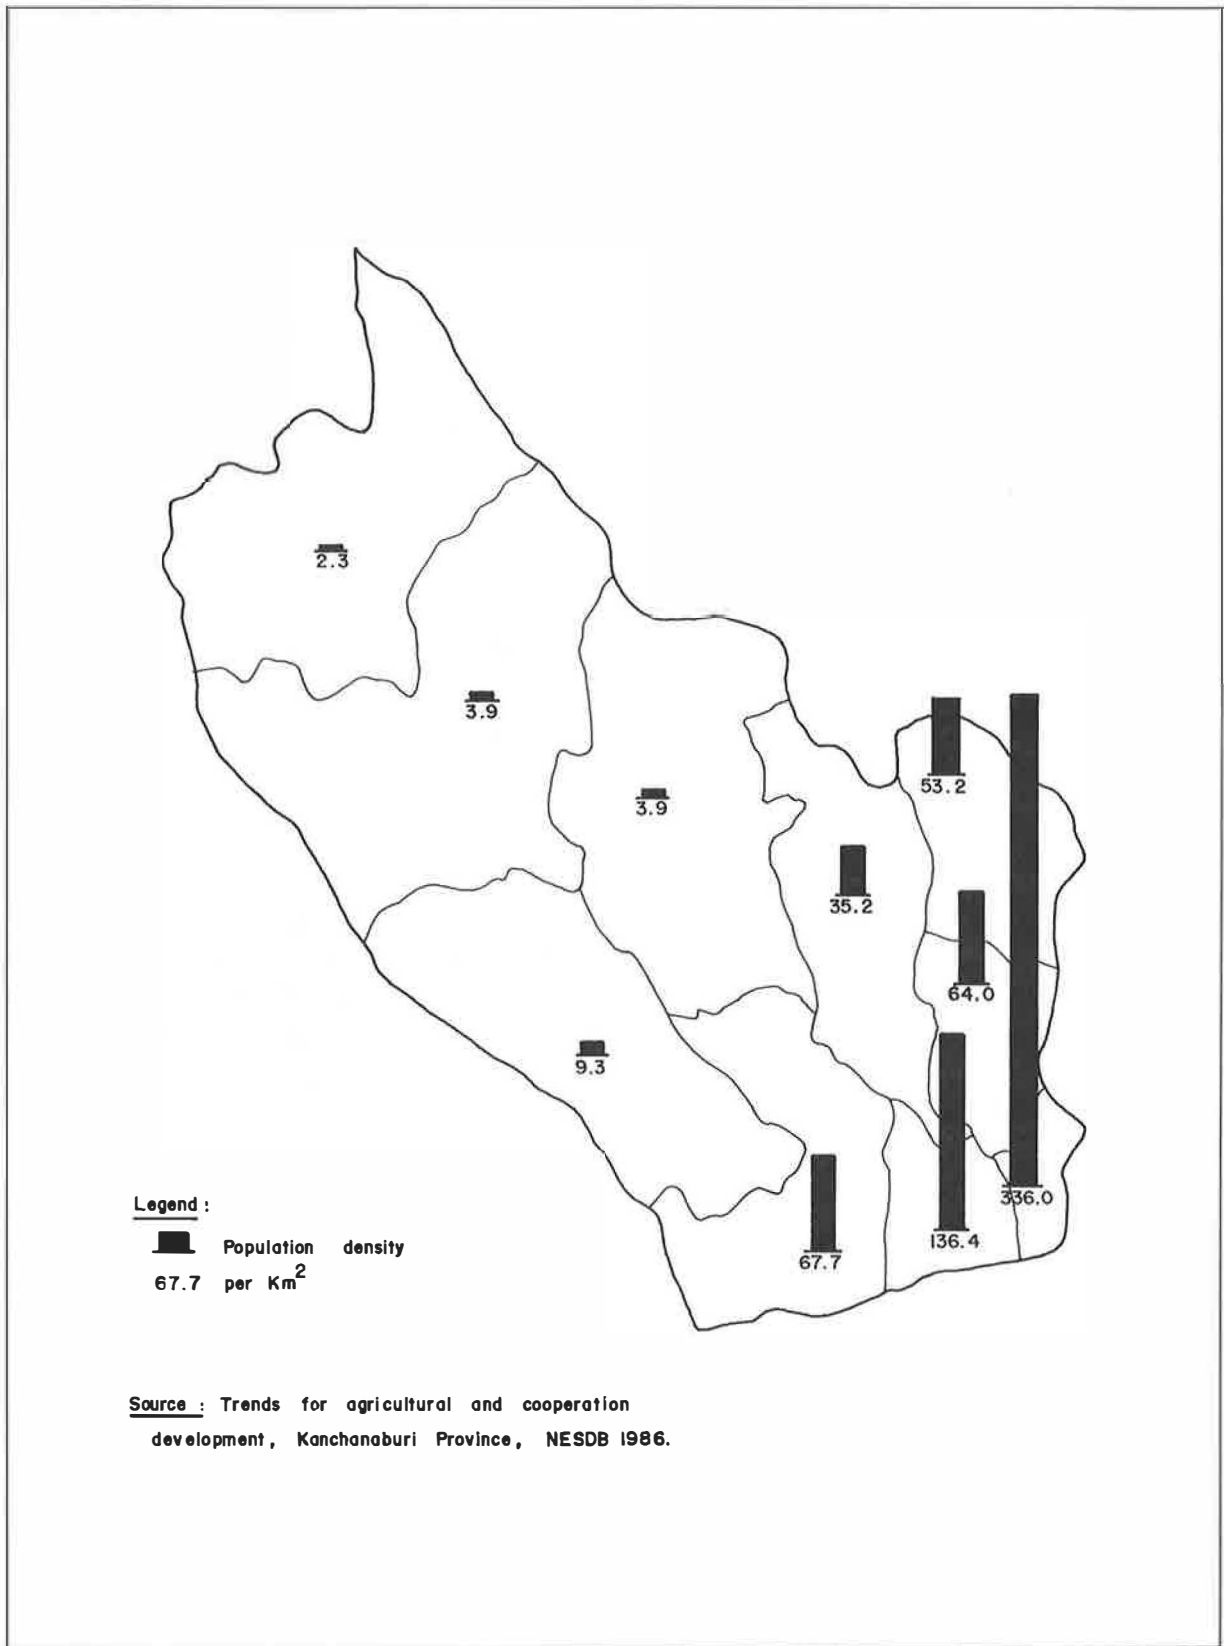 2.3
3.9
53.2
3.9
35.2
64.0
9.3
336.0
136.4
67.7
Legend :
Population density
67.7 per Km²
Source : Trends for agricultural and cooperation
development, Kanchanaburi Province, NESDB 1986.